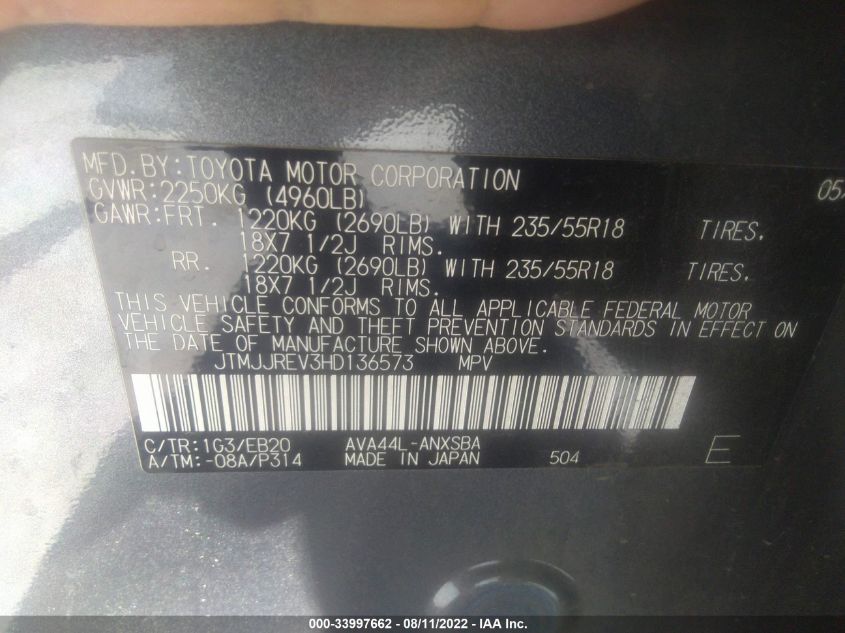 MFD.BY:TOYOTA MOTOR CORPORATION 05/
GVWR:2250KG (4960LB)
GAWR:FRT. 1220KG (2690LB) WITH 235/55R18 TIRES,
18X7 1/2J RIMS.
RR. 1220KG (2690LB) WITH 235/55R18 TIRES,
18X7 1/2J RIMS.
THIS VEHICLE CONFORMS TO ALL APPLICABLE FEDERAL MOTOR
VEHICLE SAFETY AND THEFT PREVENTION STANDARDS IN EFFECT ON
THE DATE OF MANUFACTURE SHOWN ABOVE.
JTMJJREV3HD136573 MPV
C/TR:1G3/EB20 AVA44L-ANXSBA
A/TM:-08A/P314 MADE IN JAPAN 504 E
000-33997662 - 08/11/2022 - IAA Inc.